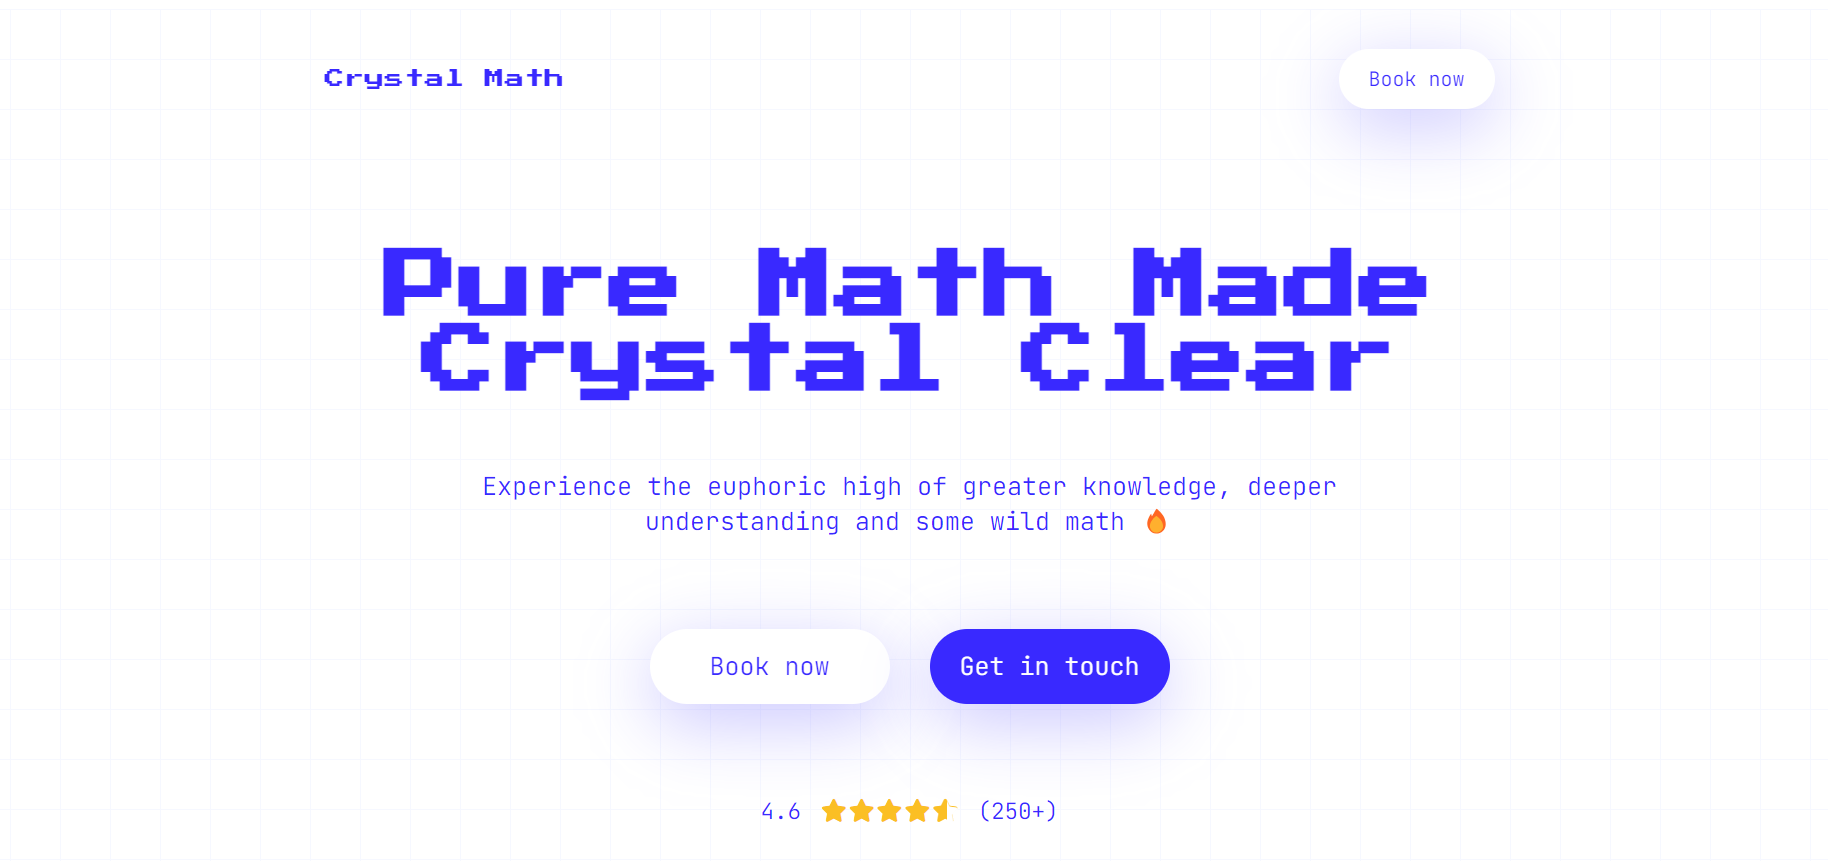 Crystal Math
Book now
Pure Math Made
Crystal Clear
Experience the euphoric high of greater knowledge, deeper
understanding and some wild math 🔥
Book now
Get in touch
4.6 (250+)